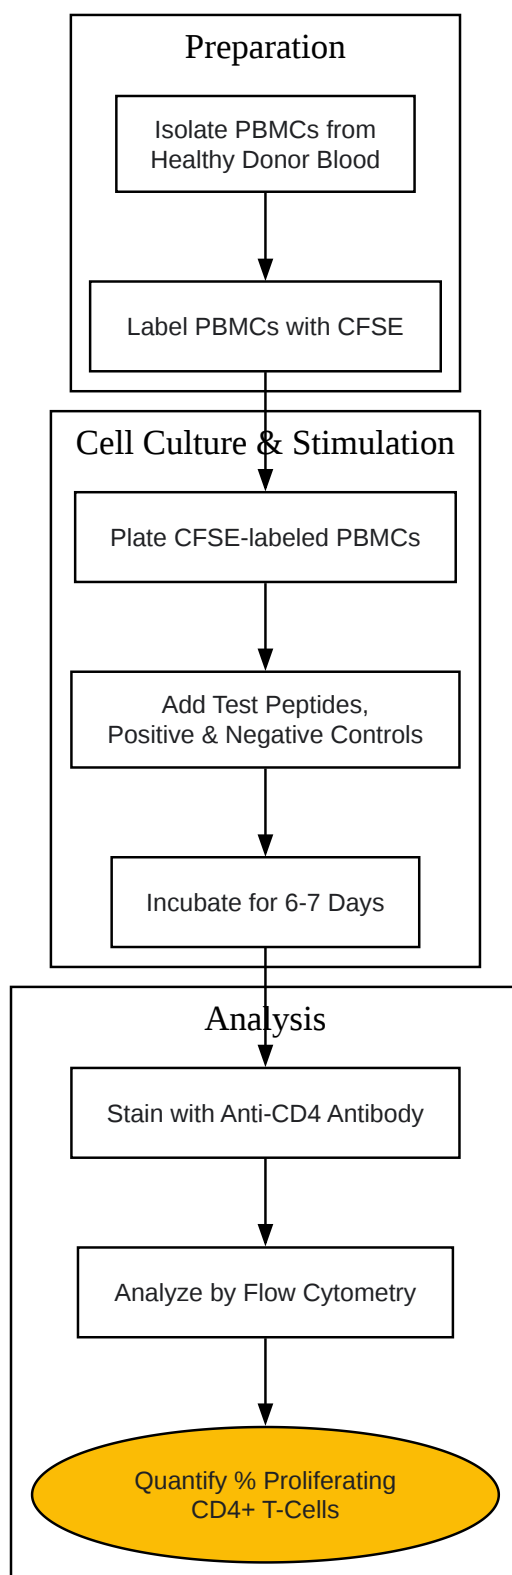 Preparation
Isolate PBMCs from
Healthy Donor Blood
Label PBMCs with CFSE
Cell Culture & Stimulation
Plate CFSE-labeled PBMCs
Add Test Peptides,
Positive & Negative Controls
Incubate for 6-7 Days
Analysis
Stain with Anti-CD4 Antibody
Analyze by Flow Cytometry
Quantify % Proliferating
CD4+ T-Cells